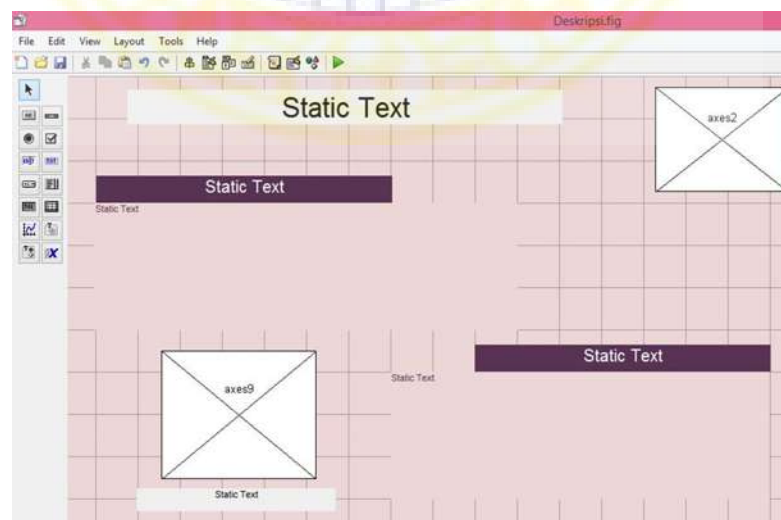 Deskripsi.fig
File Edit View Layout Tools Help
Static Text
axes2
Static Text
Static Text
Static Text
axes9
Static Text
Static Text